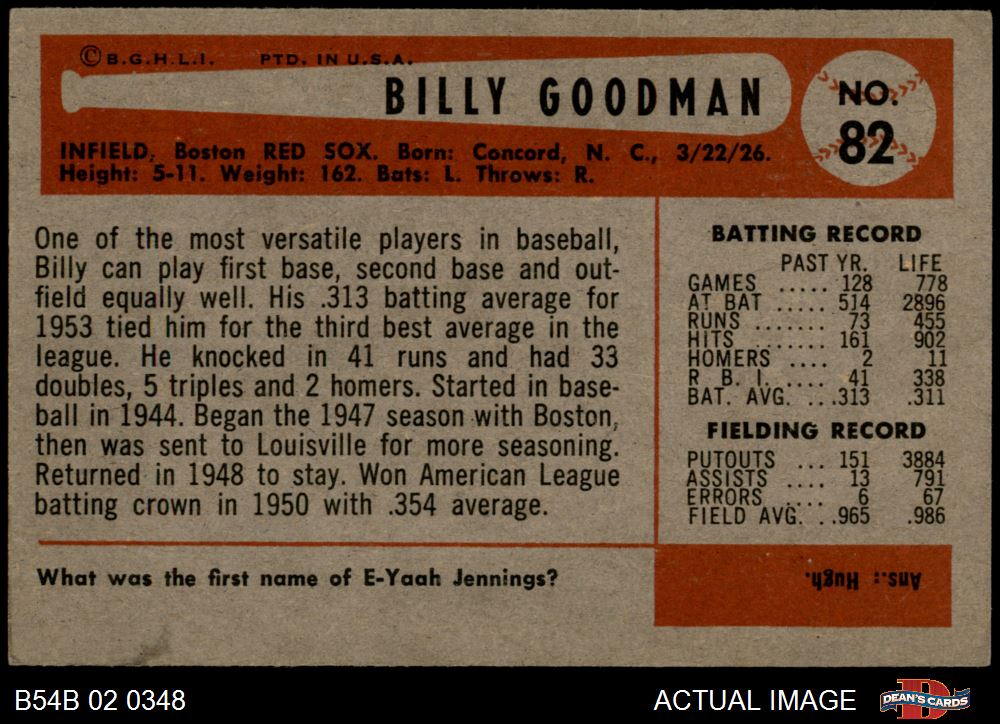 ©B.G.H.L.I. PTD. IN U.S.A.
BILLY GOODMAN
NO.
82
INFIELD, Boston RED SOX. Born: Concord, N. C., 3/22/26.
Height: 5-11. Weight: 162. Bats: L. Throws: R.
One of the most versatile players in baseball,
Billy can play first base, second base and out-
field equally well. His .313 batting average for
1953 tied him for the third best average in the
league. He knocked in 41 runs and had 33
doubles, 5 triples and 2 homers. Started in base-
ball in 1944. Began the 1947 season with Boston,
then was sent to Louisville for more seasoning.
Returned in 1948 to stay. Won American League
batting crown in 1950 with .354 average.
BATTING RECORD
PAST YR. LIFE
GAMES ..... 128 778
AT BAT ..... 514 2896
RUNS ....... 73 455
HITS ....... 161 902
HOMERS .... 2 11
R. B. I. .... 41 338
BAT. AVG. ...313 .311
FIELDING RECORD
PUTOUTS ... 151 3884
ASSISTS .... 13 791
ERRORS .... 6 67
FIELD AVG. ..965 .986
What was the first name of E-Yaah Jennings?
Ans.: Hugh.
B54B 02 0348
ACTUAL IMAGE
DEAN'S CARDS